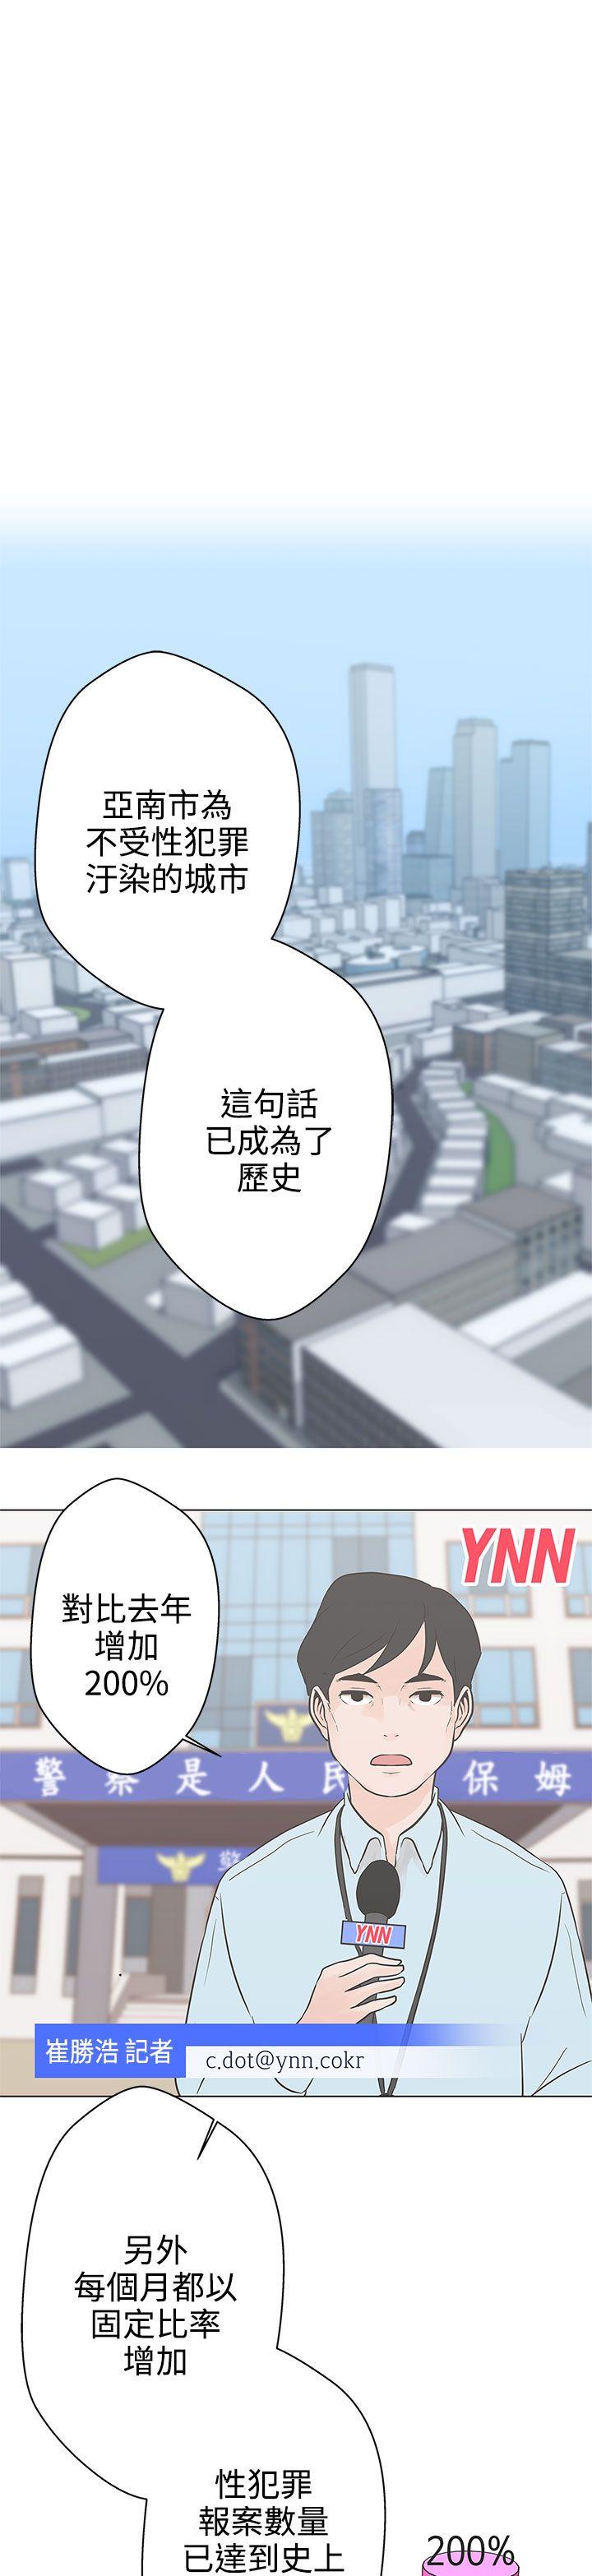 亞南市為
不受性犯罪
汙染的城市
這句話
已成為了
歷史
YNN
對比去年
增加
200%
警察是人民 保姆
警
YNN
崔勝浩 記者
c.dot@ynn.cokr
另外
每個月都以
固定比率
增加
性犯罪
報案數量
已達到史上
200%